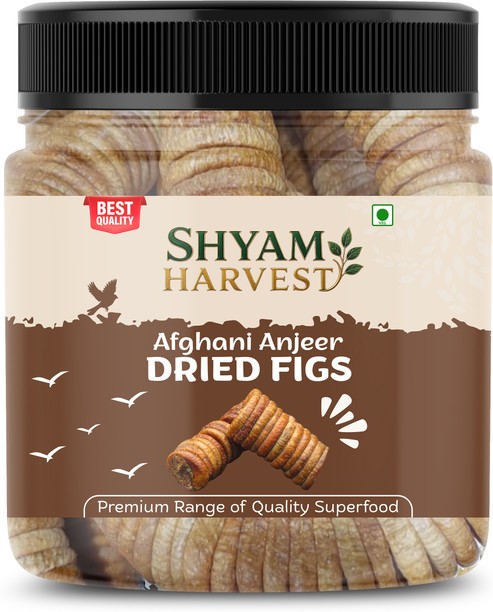 BEST
QUALITY
SHYAM
HARVEST
Afghani Anjeer
DRIED FIGS
Premium Range of Quality Superfood